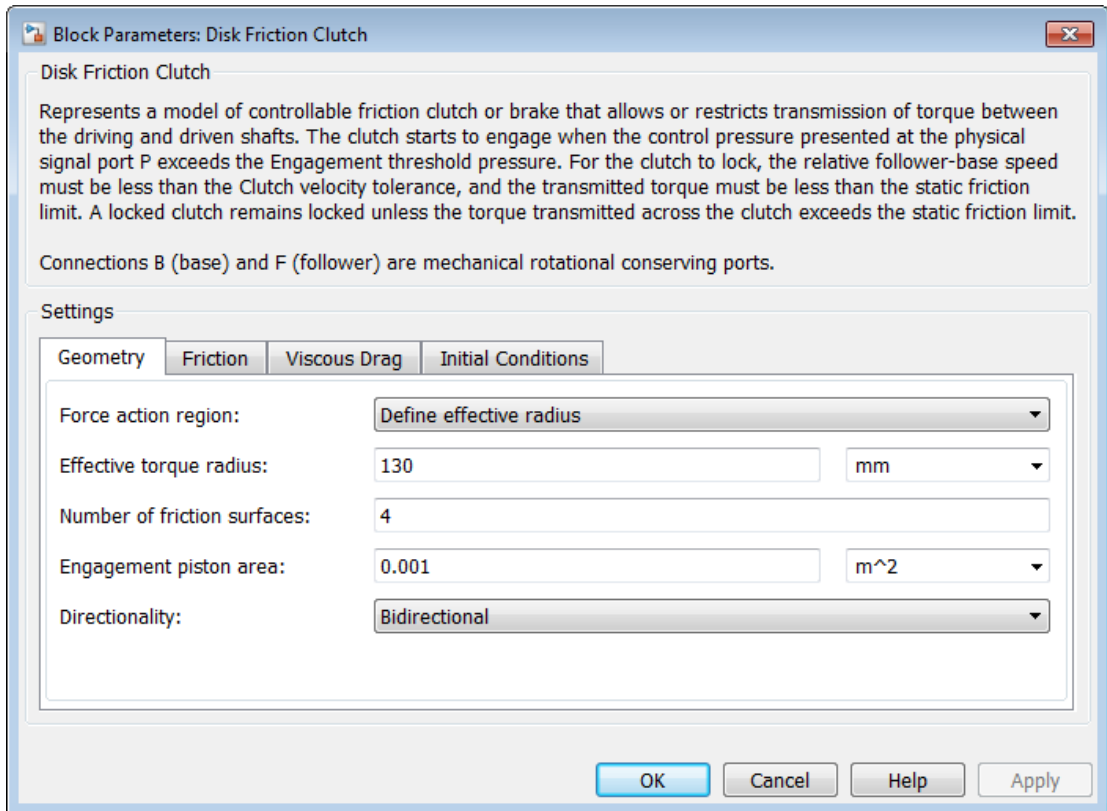 Block Parameters: Disk Friction Clutch
Disk Friction Clutch
Represents a model of controllable friction clutch or brake that allows or restricts transmission of torque between
the driving and driven shafts. The clutch starts to engage when the control pressure presented at the physical
signal port P exceeds the Engagement threshold pressure. For the clutch to lock, the relative follower-base speed
must be less than the Clutch velocity tolerance, and the transmitted torque must be less than the static friction
limit. A locked clutch remains locked unless the torque transmitted across the clutch exceeds the static friction limit.
Connections B (base) and F (follower) are mechanical rotational conserving ports.
Settings
Geometry Friction Viscous Drag Initial Conditions
Force action region: Define effective radius
Effective torque radius: 130 mm
Number of friction surfaces: 4
Engagement piston area: 0.001 m^2
Directionality: Bidirectional
OK Cancel Help Apply